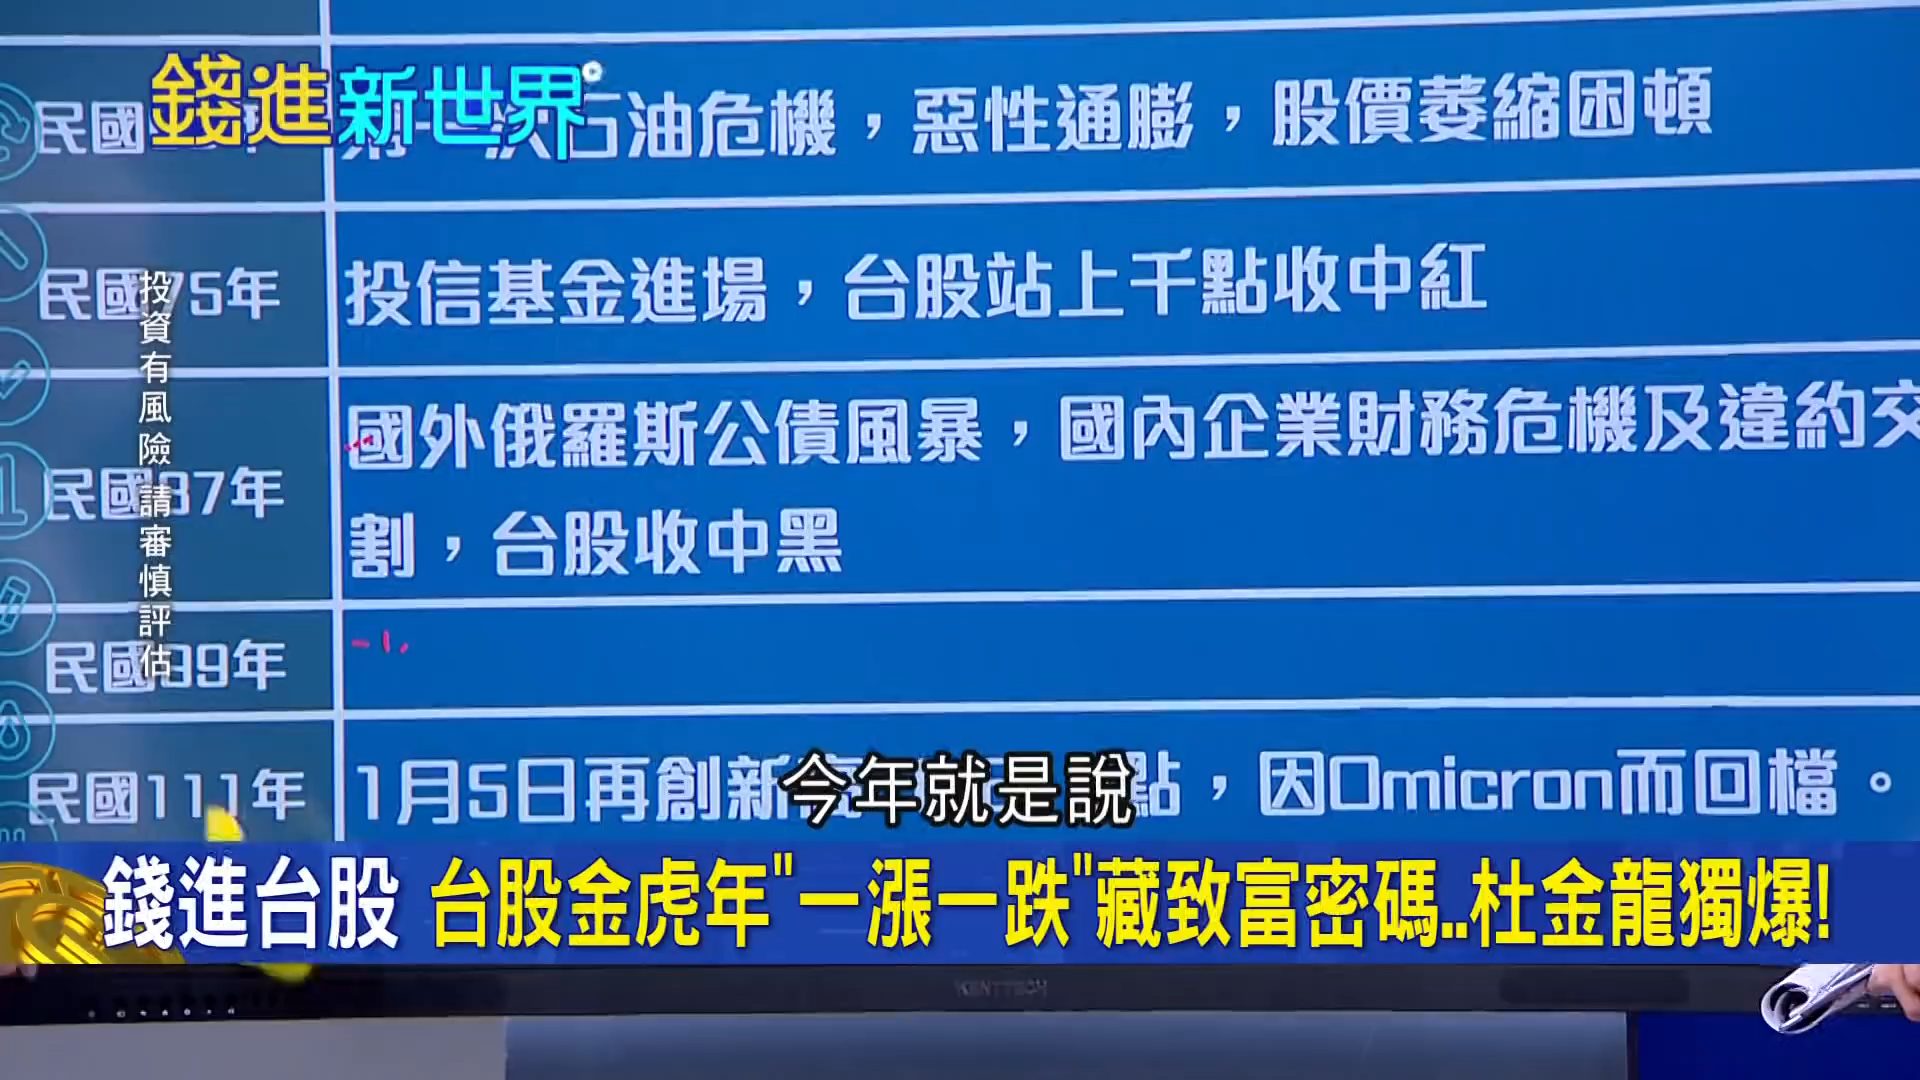 錢進新世界
民國
石油危機，惡性通膨，股價萎縮困頓
民國75年
投信基金進場，台股站上千點收中紅
民國87年
國外俄羅斯公債風暴，國內企業財務危機及違約交
割，台股收中黑
民國99年
民國111年
1月5日再創新 點，因Omicron而回檔。
投資有風險 請審慎評估
今年就是說
錢進台股 台股金虎年"一漲一跌"藏致富密碼..杜金龍獨爆!